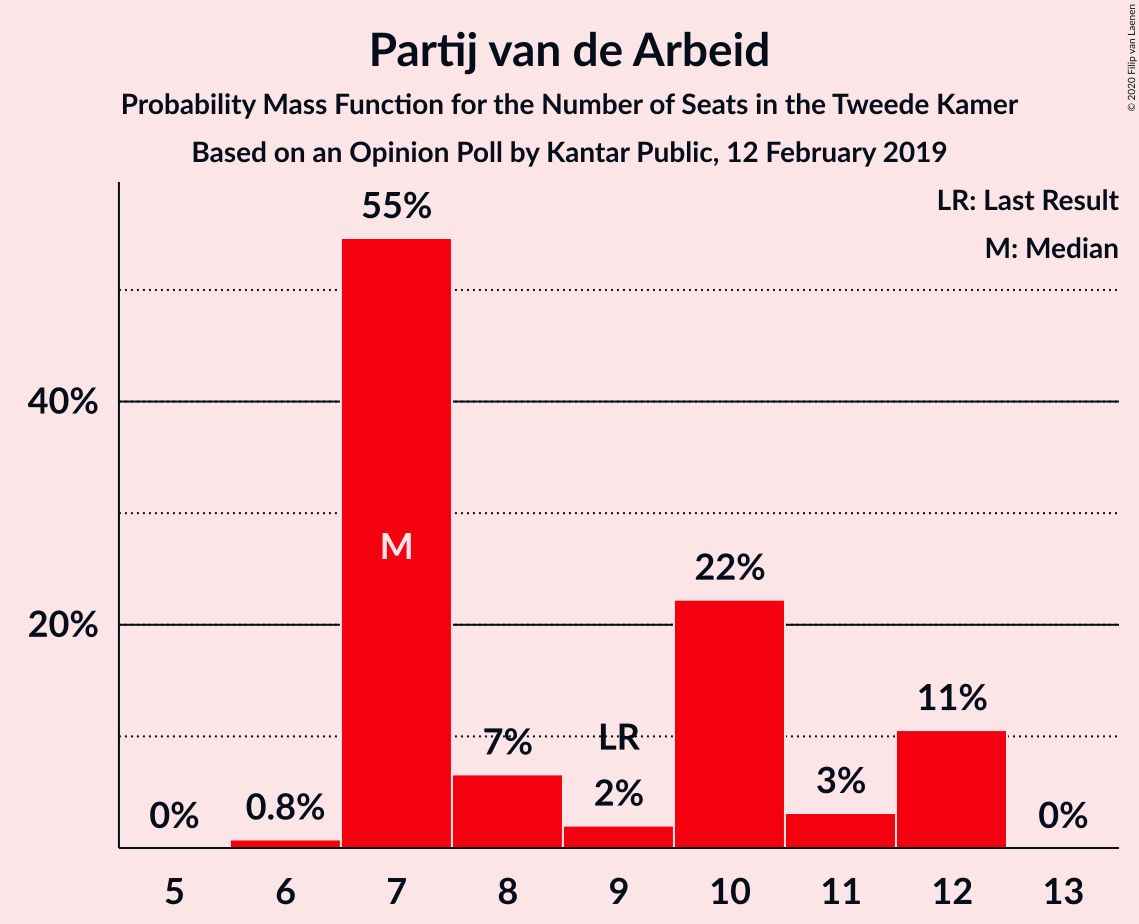 Partij van de Arbeid
Probability Mass Function for the Number of Seats in the Tweede Kamer
Based on an Opinion Poll by Kantar Public, 12 February 2019
© 2020 Filip van Laenen
LR: Last Result
M: Median
55%
40%
M
22%
20%
11%
7%
LR
3%
2%
0.8%
0%
0%
5 6 7 8 9 10 11 12 13